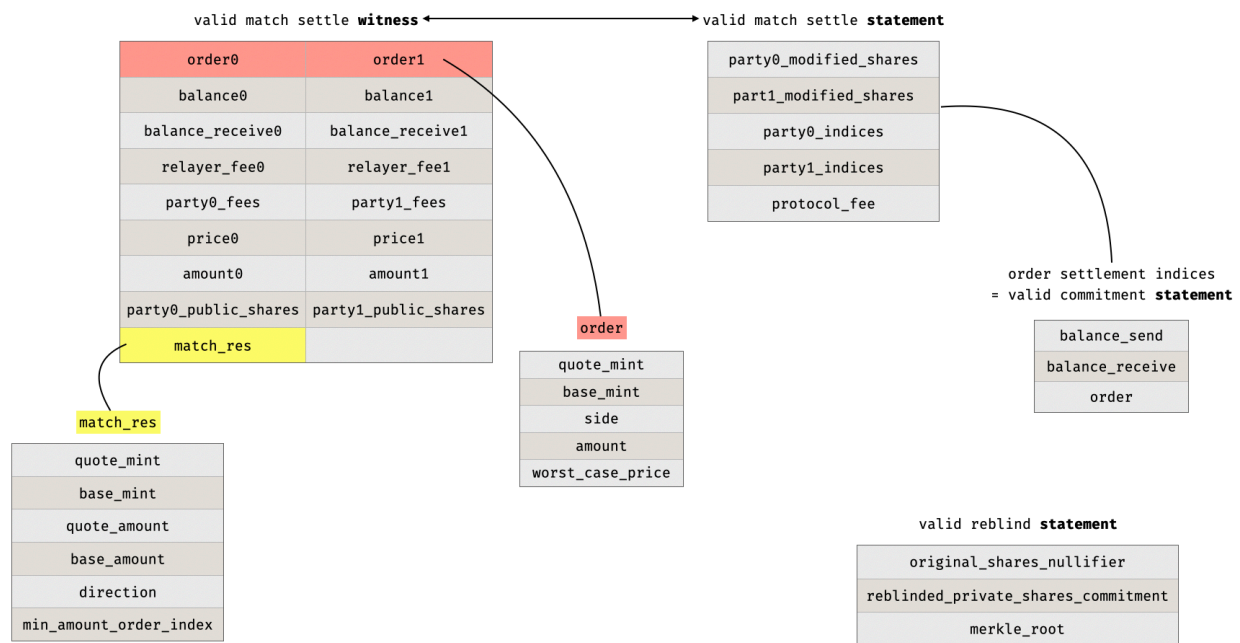 valid match settle witness
valid match settle statement
order0 order1
balance0 balance1
balance_receive0 balance_receive1
relayer_fee0 relayer_fee1
party0_fees party1_fees
price0 price1
amount0 amount1
party0_public_shares party1_public_shares
match_res
party0_modified_shares
part1_modified_shares
party0_indices
party1_indices
protocol_fee
order settlement indices
= valid commitment statement
balance_send
balance_receive
order
order
quote_mint
base_mint
side
amount
worst_case_price
match_res
quote_mint
base_mint
quote_amount
base_amount
direction
min_amount_order_index
valid reblind statement
original_shares_nullifier
reblinded_private_shares_commitment
merkle_root